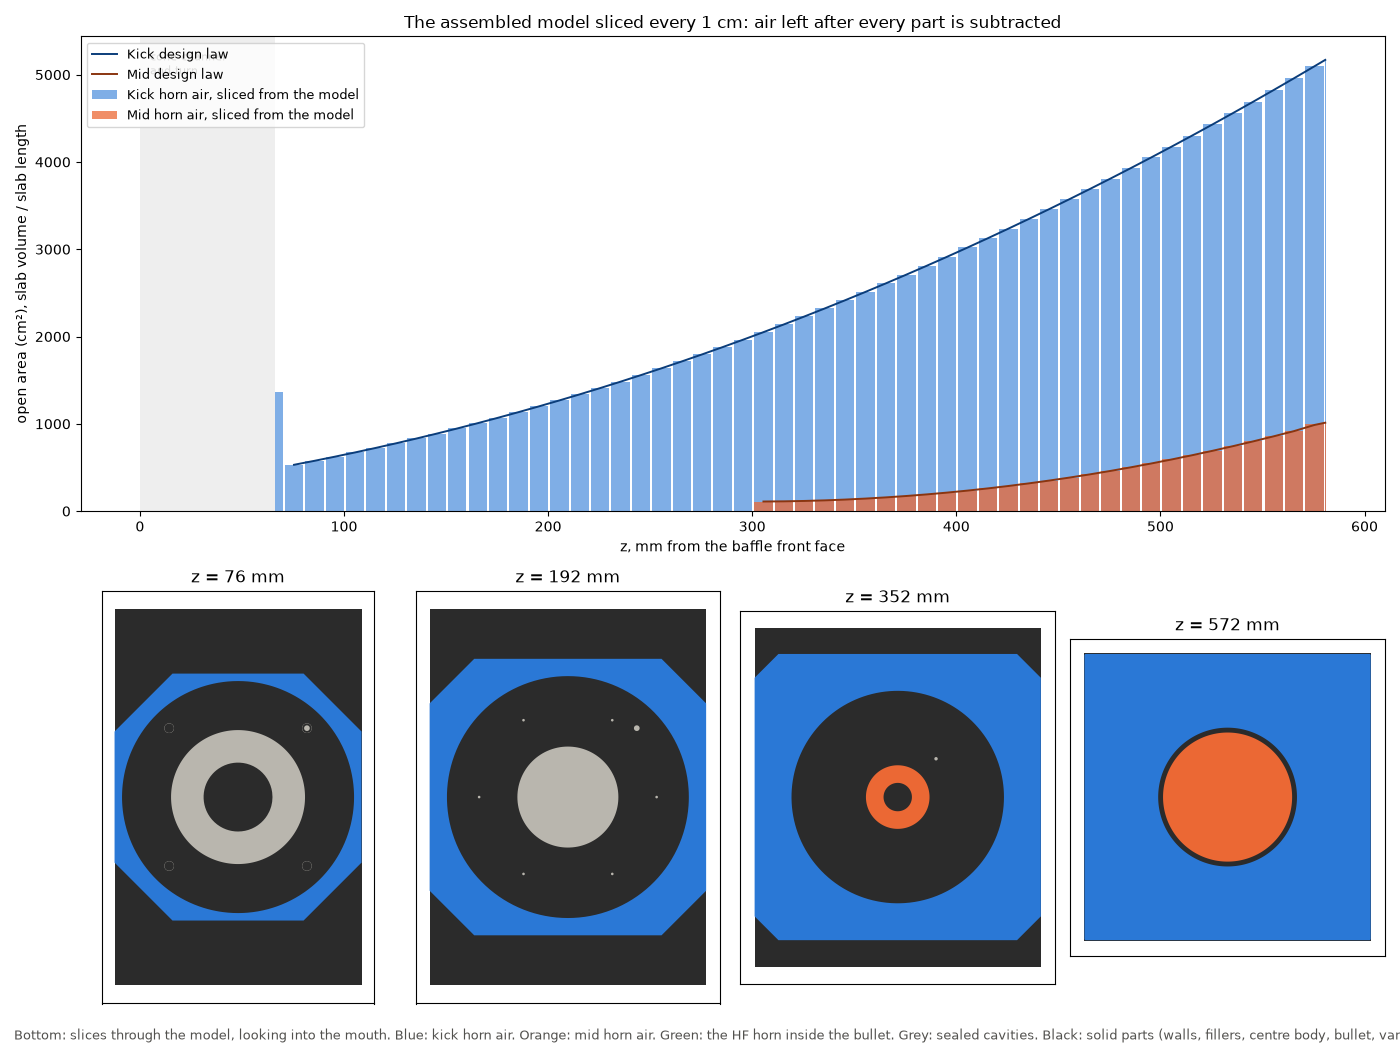 The assembled model sliced every 1 cm: air left after every part is subtracted
Kick design law
Mid design law
Kick horn air, sliced from the model
Mid horn air, sliced from the model
open area (cm²), slab volume / slab length
5000
4000
3000
2000
1000
0
0 100 200 300 400 500 600
z, mm from the baffle front face
z = 76 mm
z = 192 mm
z = 352 mm
z = 572 mm
Bottom: slices through the model, looking into the mouth. Blue: kick horn air. Orange: mid horn air. Green: the HF horn inside the bullet. Grey: sealed cavities. Black: solid parts (walls, fillers, centre body, bullet,